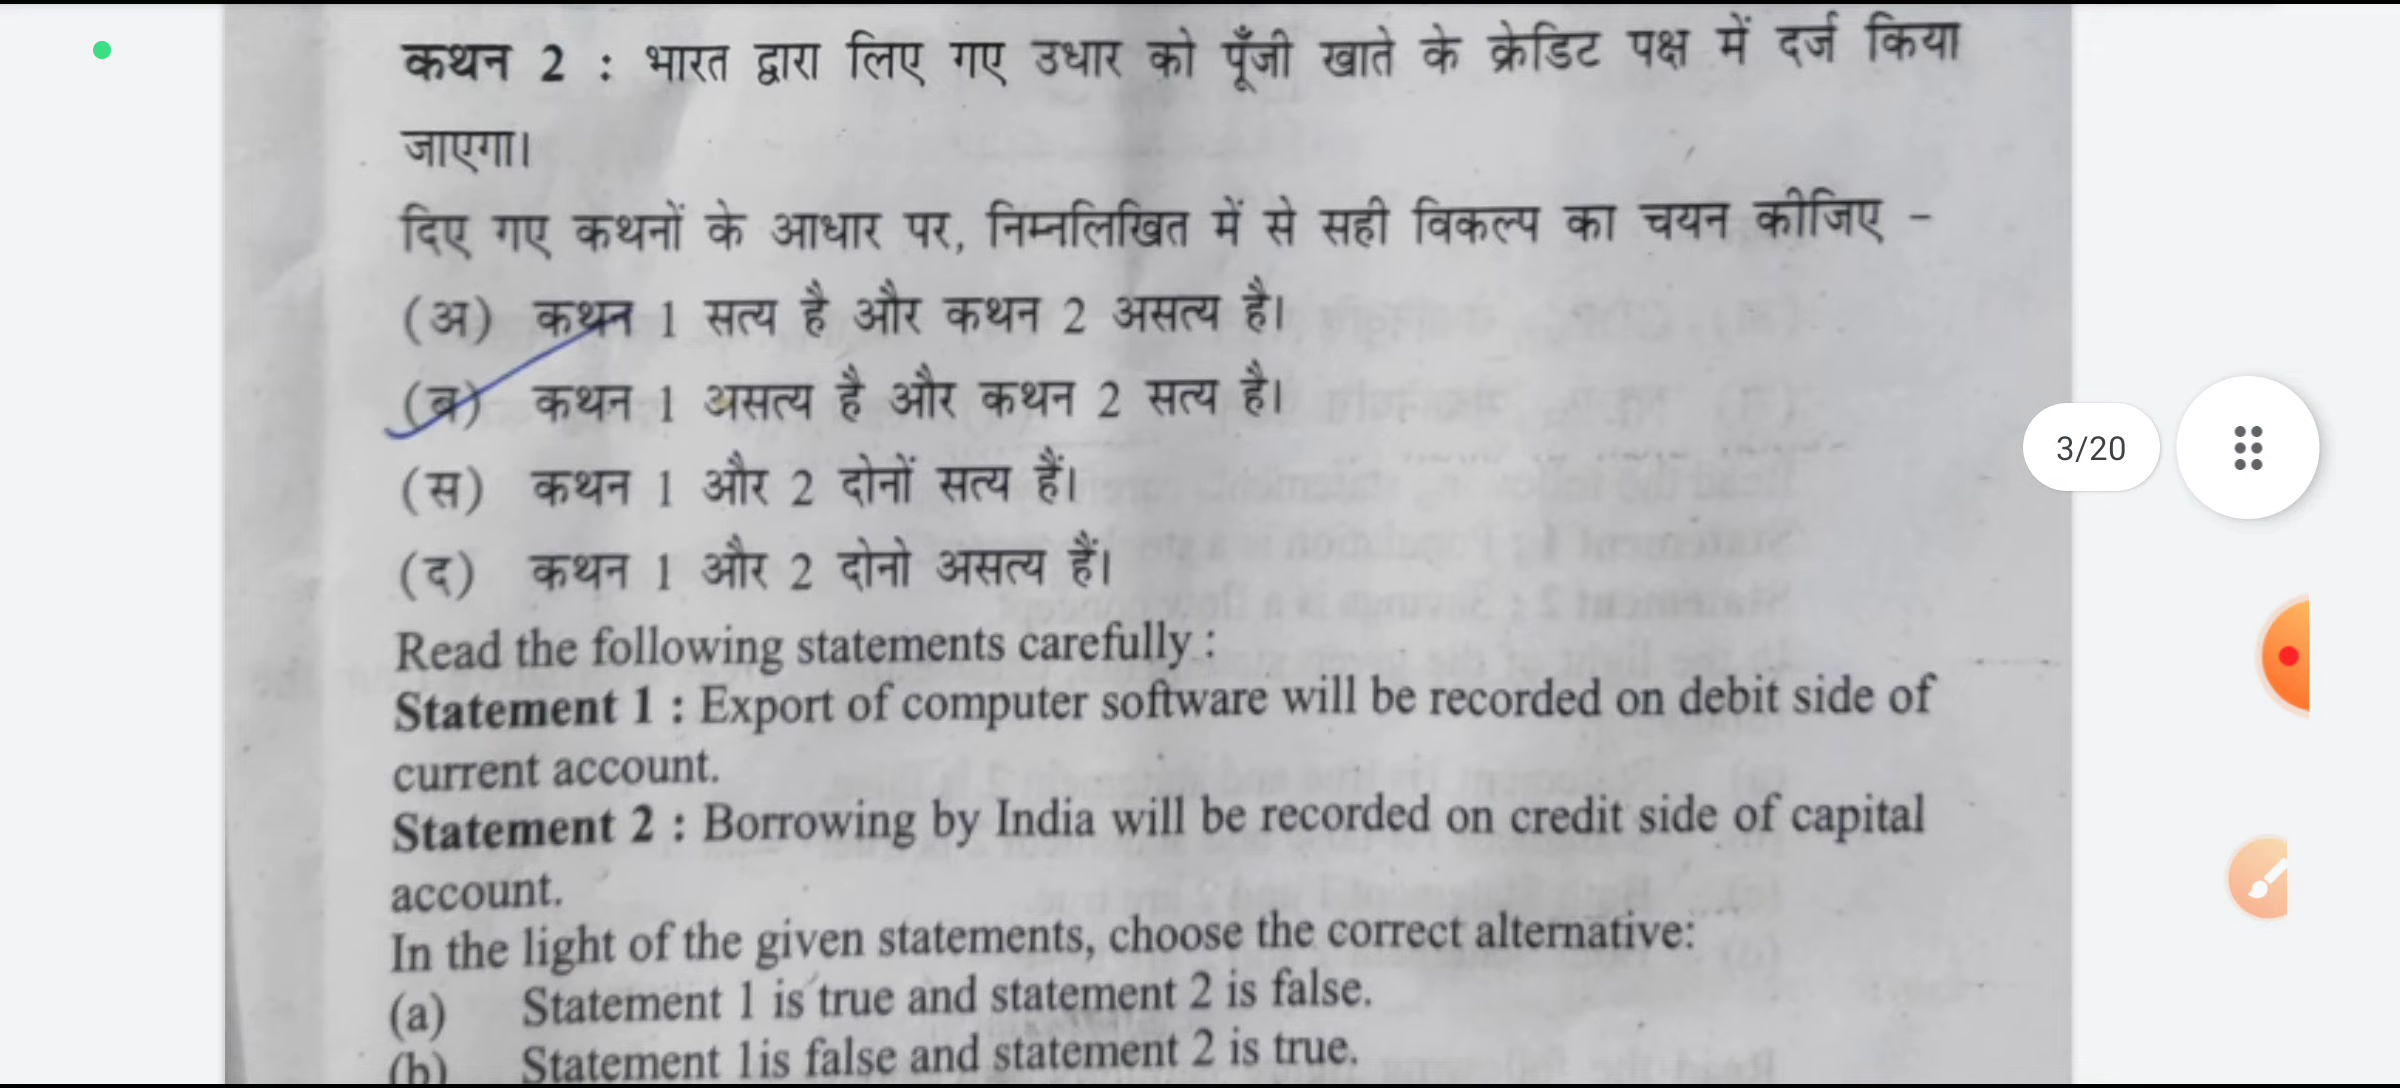 कथन 2 : भारत द्वारा लिए गए उधार को पूँजी खाते के क्रेडिट पक्ष में दर्ज किया
जाएगा।
दिए गए कथनों के आधार पर, निम्नलिखित में से सही विकल्प का चयन कीजिए -
(अ) कथन 1 सत्य है और कथन 2 असत्य है।
(ब) कथन 1 असत्य है और कथन 2 सत्य है।
(स) कथन 1 और 2 दोनों सत्य हैं।
(द) कथन 1 और 2 दोनो असत्य हैं।
Read the following statements carefully :
Statement 1 : Export of computer software will be recorded on debit side of
current account.
Statement 2 : Borrowing by India will be recorded on credit side of capital
account.
In the light of the given statements, choose the correct alternative:
(a) Statement 1 is true and statement 2 is false.
(b) Statement 1is false and statement 2 is true.
3/20